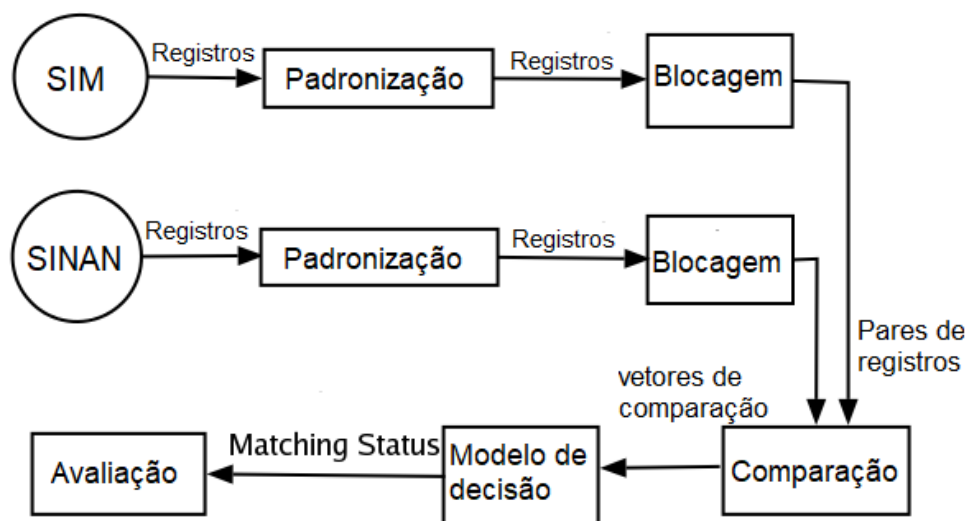 SIM
Registros
Padronização
Registros
Blocagem
SINAN
Registros
Padronização
Registros
Blocagem
Pares de
registros
vetores de
comparação
Avaliação
Matching Status
Modelo de
decisão
Comparação